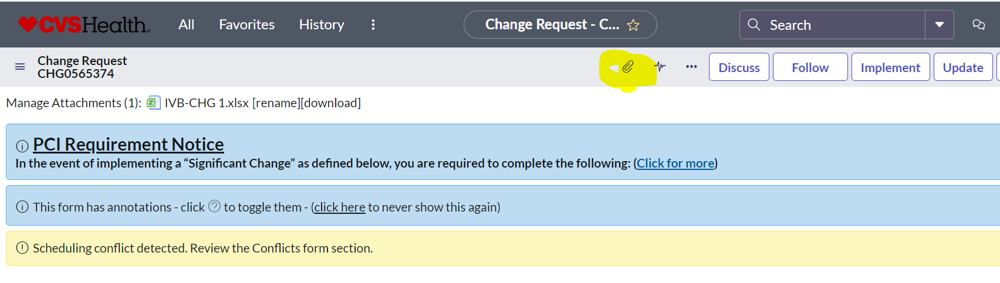 CVSHealth.
All Favorites History
Change Request - C...
Search
Change Request
CHG0565374
Discuss Follow Implement Update
Manage Attachments (1): IVB-CHG 1.xlsx [rename][download]
PCI Requirement Notice
In the event of implementing a “Significant Change” as defined below, you are required to complete the following: (Click for more)
This form has annotations - click ? to toggle them - (click here to never show this again)
Scheduling conflict detected. Review the Conflicts form section.